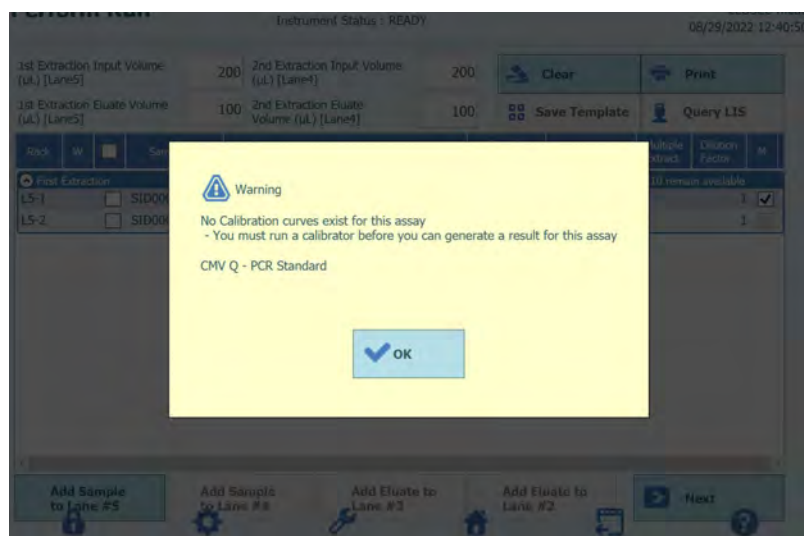 Perform Run
Instrument Status : READY
08/29/2022 12:40:50
1st Extraction Input Volume (uL) [Lane5]
200
2nd Extraction Input Volume (uL) [Lane4]
200
Clear
Print
1st Extraction Eluate Volume (uL) [Lane5]
100
2nd Extraction Eluate Volume (uL) [Lane4]
100
Save Template
Query LIS
Rack
W
Multiple Extract
Dilution Factor
M
First Extraction
10 remain available
L5-1
1
L5-2
1
Warning
No Calibration curves exist for this assay
- You must run a calibrator before you can generate a result for this assay
CMV Q - PCR Standard
OK
Add Sample to Lane #5
Add Sample to Lane #4
Add Eluate to Lane #3
Add Eluate to Lane #2
Next